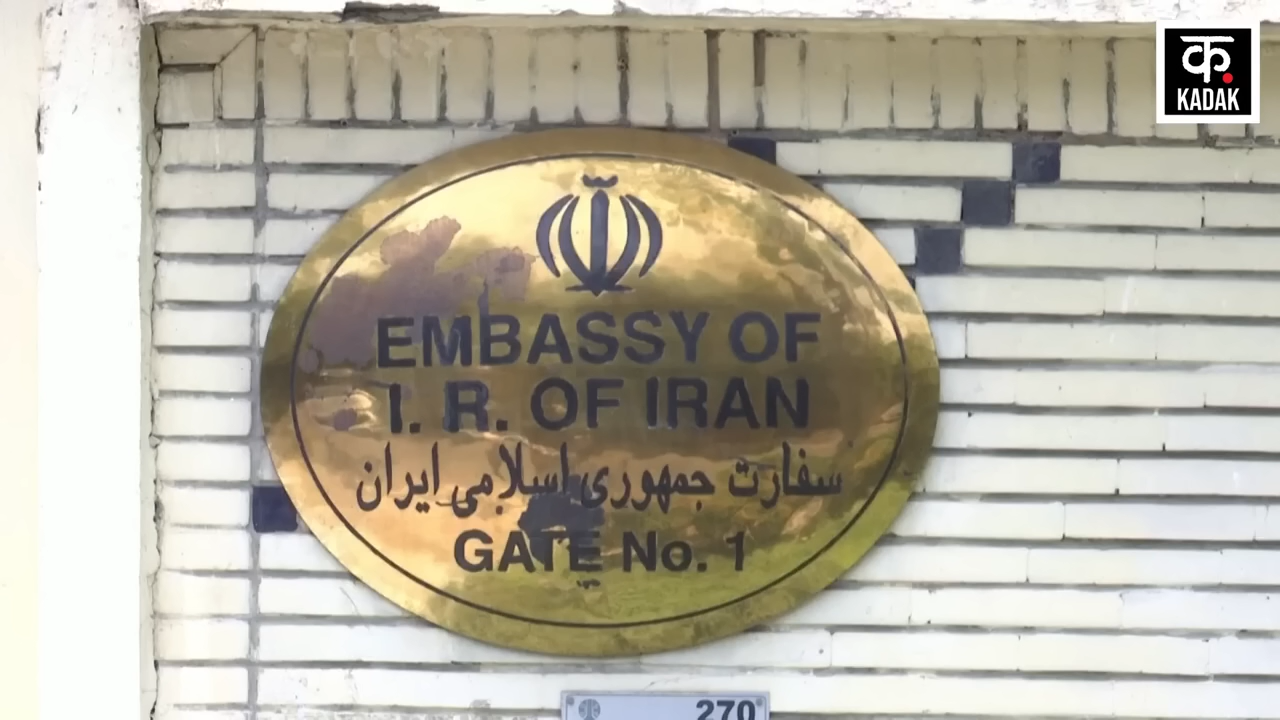 क.
KADAK
EMBASSY OF
I. R. OF IRAN
سفارت جمهوری اسلامی ایران
GATE No. 1
270